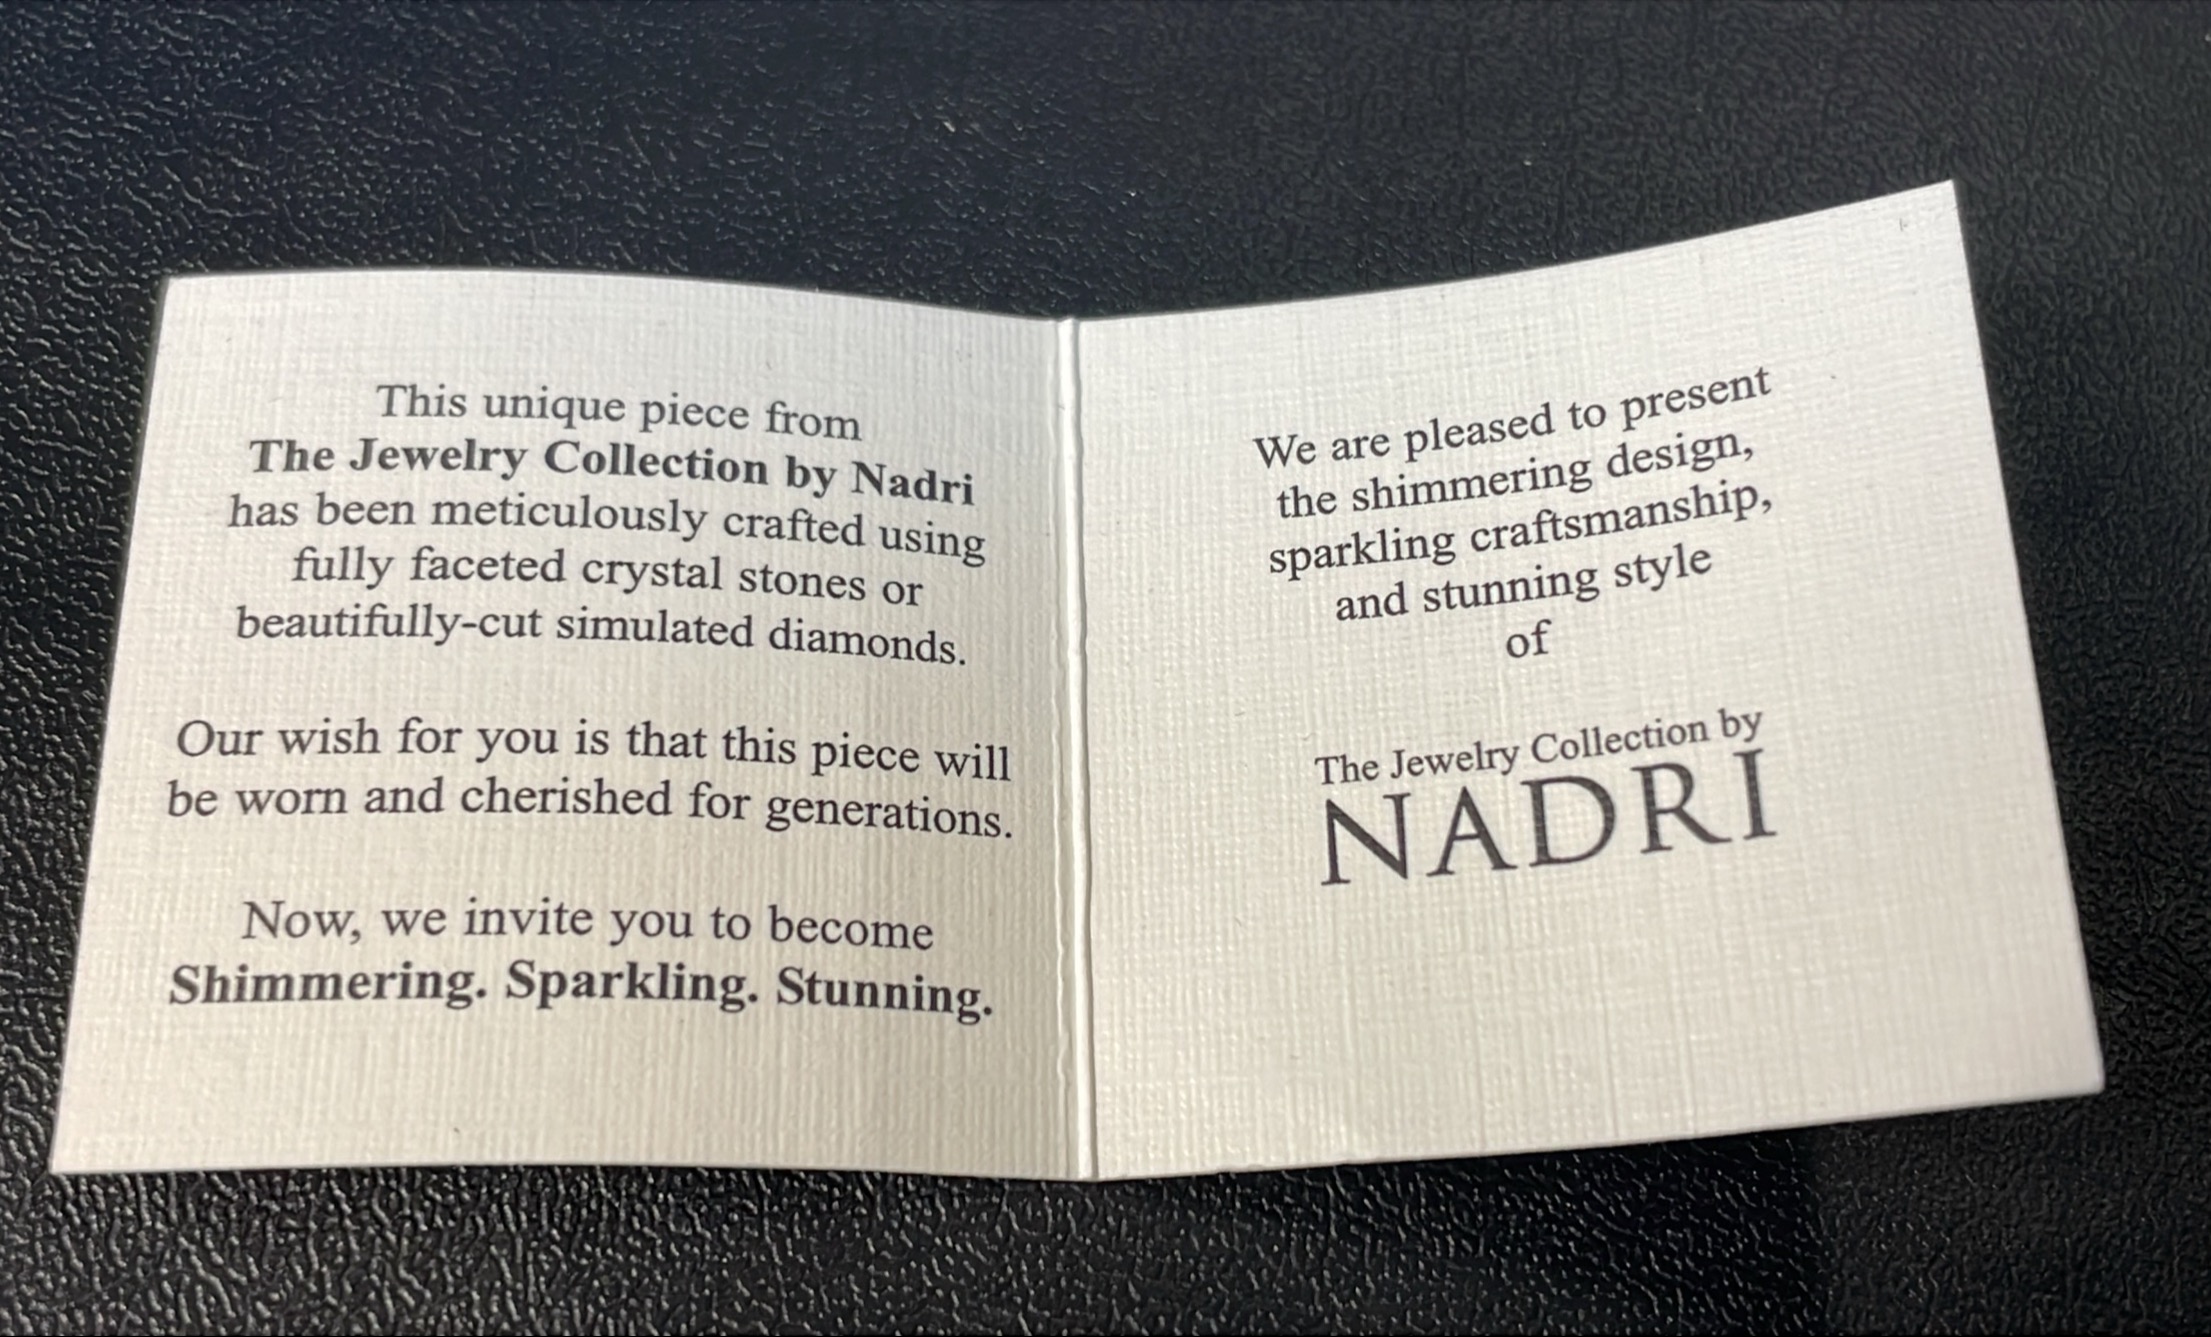 This unique piece from
The Jewelry Collection by Nadri
has been meticulously crafted using
fully faceted crystal stones or
beautifully-cut simulated diamonds.
Our wish for you is that this piece will
be worn and cherished for generations.
Now, we invite you to become
Shimmering. Sparkling. Stunning.
We are pleased to present
the shimmering design,
sparkling craftsmanship,
and stunning style
of
The Jewelry Collection by
NADRI